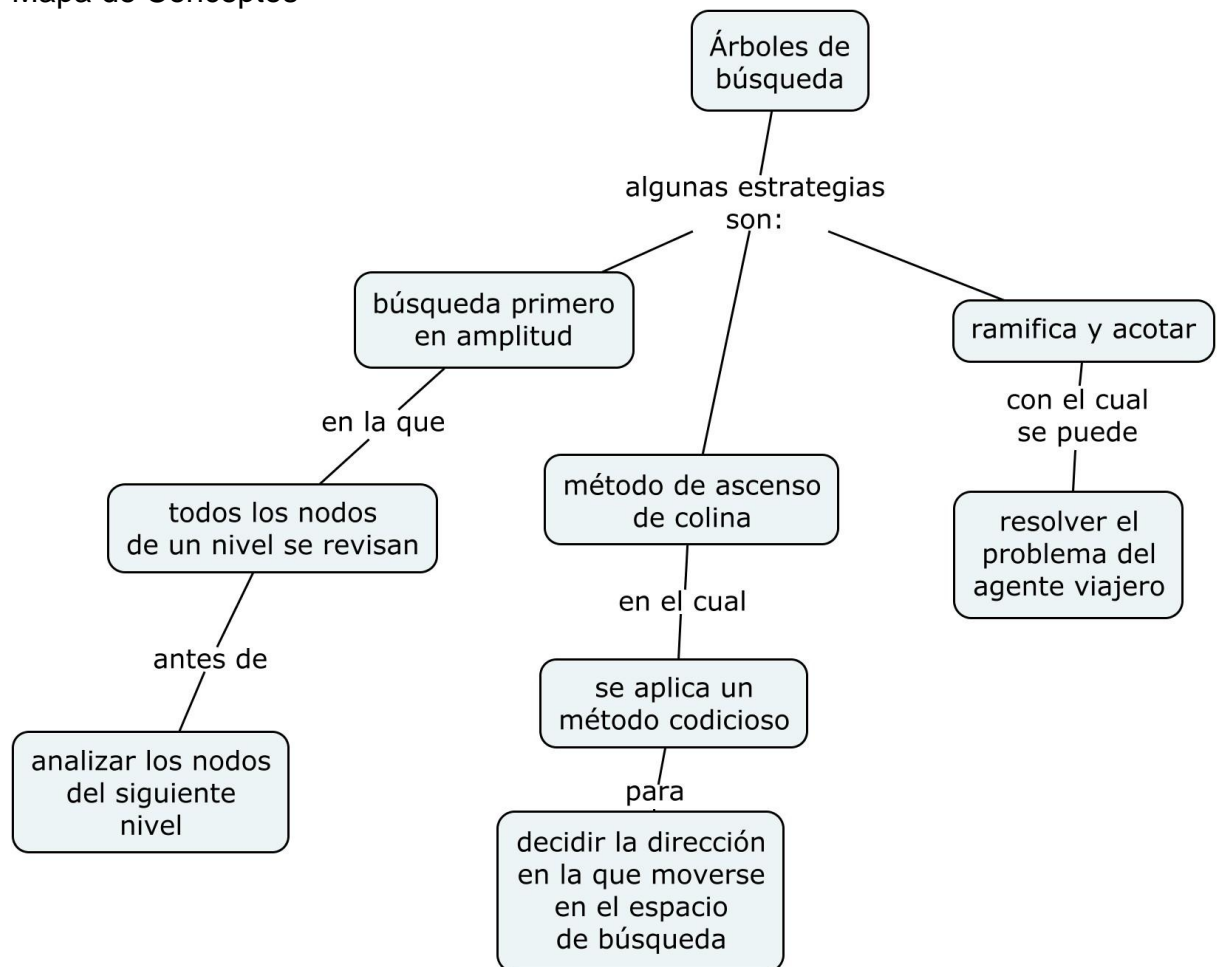 Mapa de Conceptos
Árboles de
búsqueda
algunas estrategias
son:
búsqueda primero
en amplitud
en la que
todos los nodos
de un nivel se revisan
antes de
analizar los nodos
del siguiente
nivel
método de ascenso
de colina
en el cual
se aplica un
método codicioso
para
decidir la dirección
en la que moverse
en el espacio
de búsqueda
ramifica y acotar
con el cual
se puede
resolver el
problema del
agente viajero